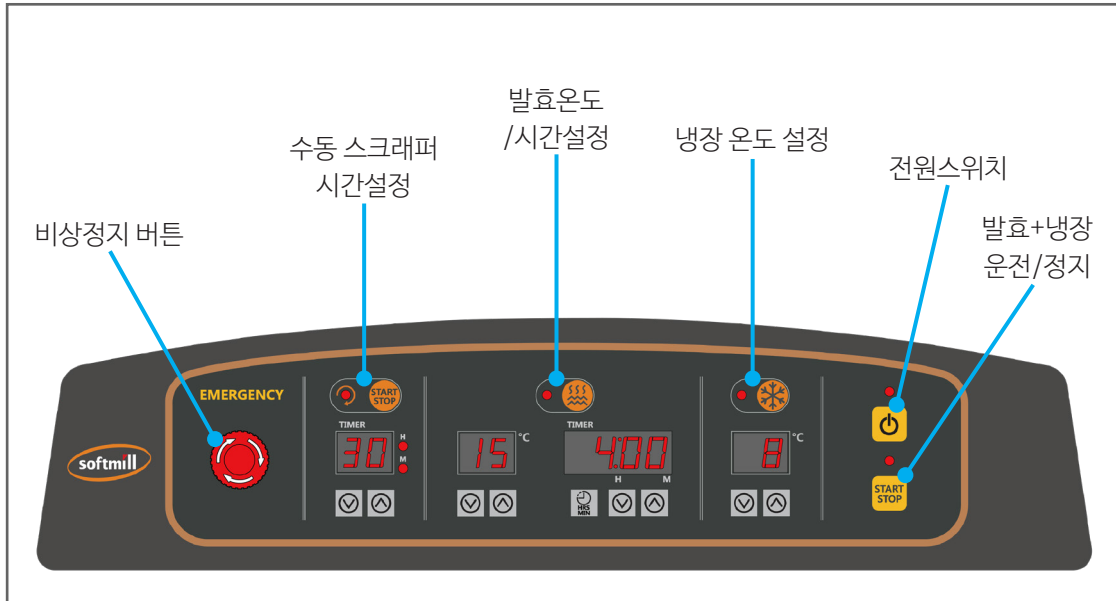 발효온도
/시간설정
수동 스크래퍼
시간설정
냉장 온도 설정
전원스위치
비상정지 버튼
발효+냉장
운전/정지
EMERGENCY
START
STOP
TIMER
30
H
M
15
°C
TIMER
4:00
H
M
HRS
MIN
8
°C
START
STOP
softmill